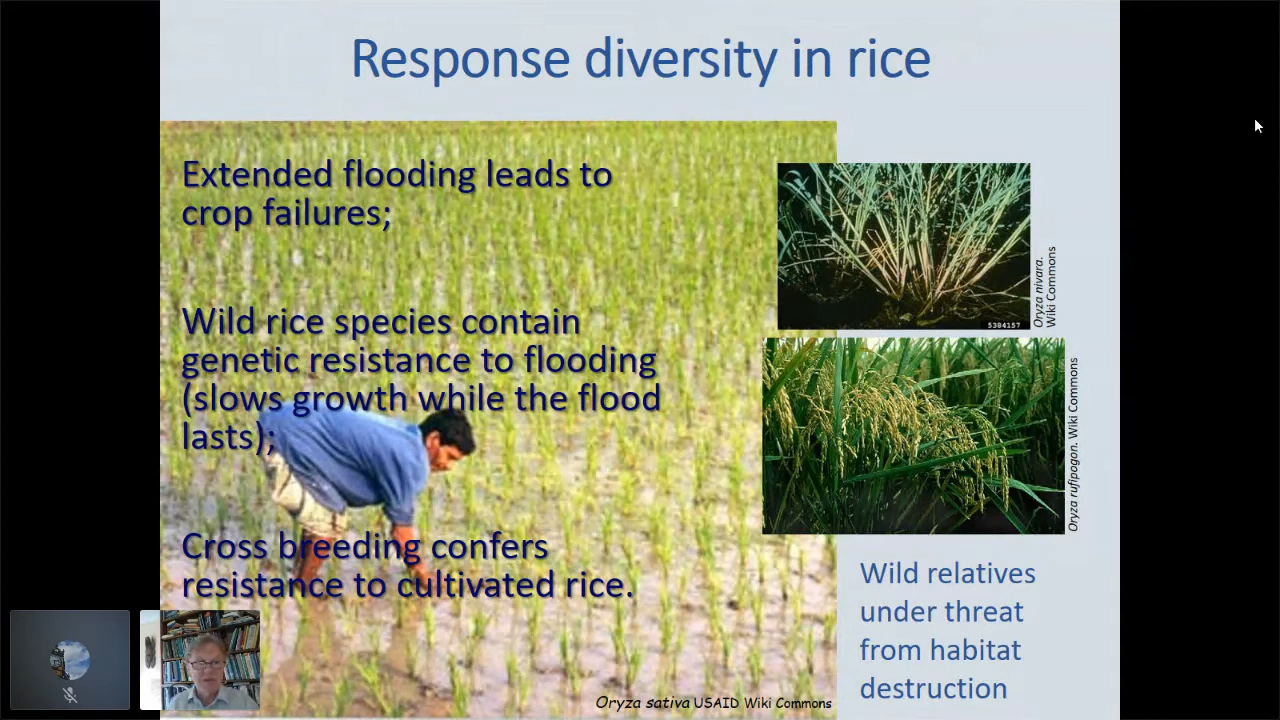 Response diversity in rice
Extended flooding leads to
crop failures;
Wild rice species contain
genetic resistance to flooding
(slows growth while the flood
lasts);
Cross breeding confers
resistance to cultivated rice.
Oryza sativa USAID Wiki Commons
5384157
Oryza nivara.
Wiki Commons
Oryza rufipogon. Wiki Commons
Wild relatives
under threat
from habitat
destruction